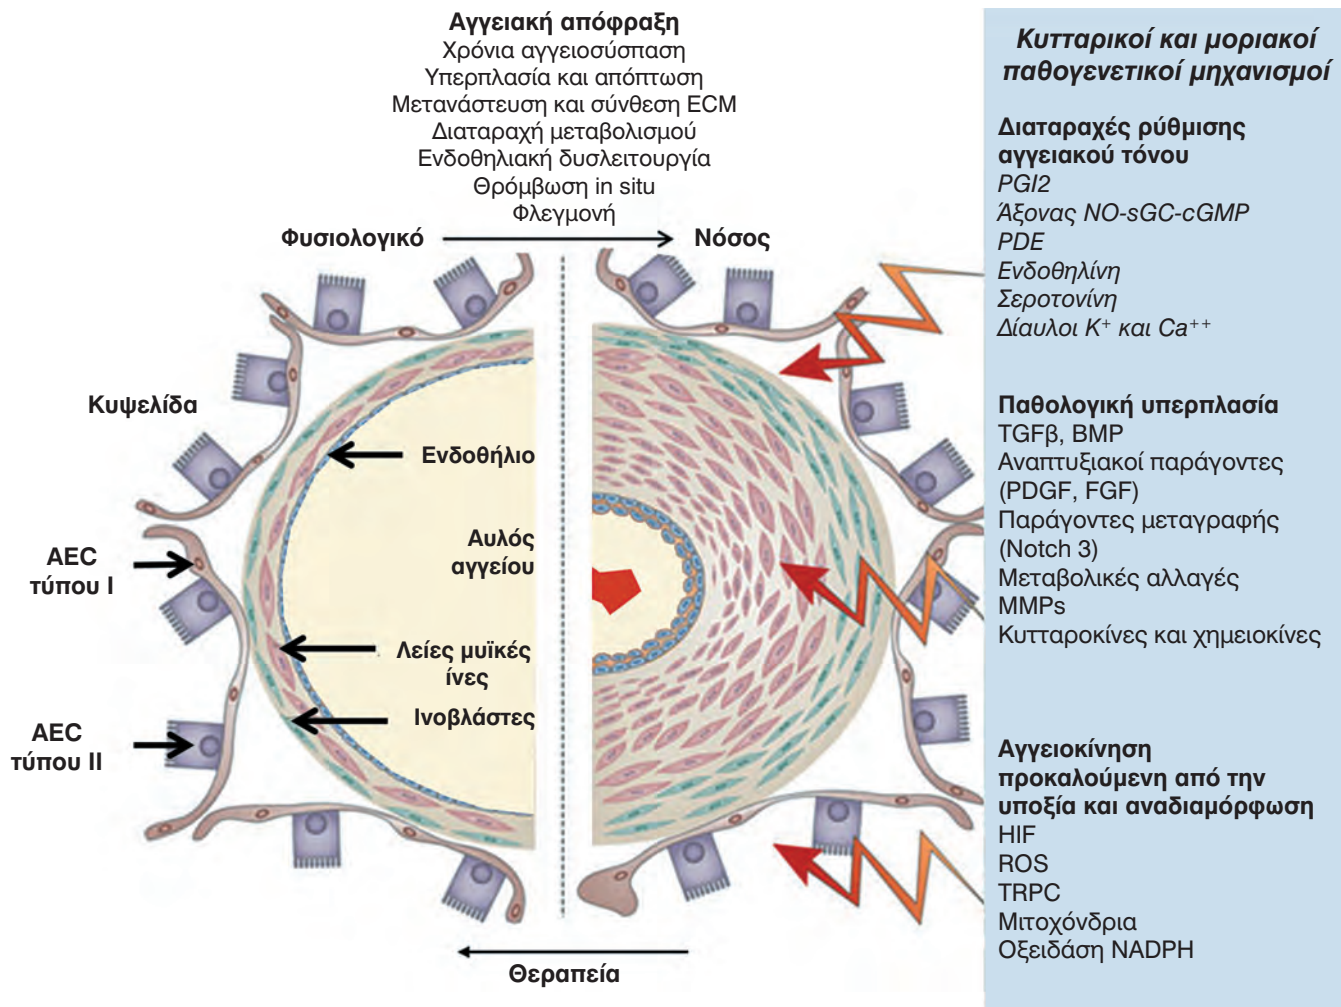 Αγγειακή απόφραξη
Χρόνια αγγειοσύσπαση
Υπερπλασία και απόπτωση
Μετανάστευση και σύνθεση ECM
Διαταραχή μεταβολισμού
Ενδοθηλιακή δυσλειτουργία
Θρόμβωση in situ
Φλεγμονή
Φυσιολογικό
Νόσος
Κυψελίδα
Ενδοθήλιο
Αυλός
αγγείου
AEC
τύπου I
Λείες μυϊκές
ίνες
Ινοβλάστες
AEC
τύπου II
Θεραπεία
Κυτταρικοί και μοριακοί
παθογενετικοί μηχανισμοί
Διαταραχές ρύθμισης
αγγειακού τόνου
PGI2
Άξονας NO-sGC-cGMP
PDE
Ενδοθηλίνη
Σεροτονίνη
Δίαυλοι K⁺ και Ca⁺⁺
Παθολογική υπερπλασία
TGFβ, BMP
Αναπτυξιακοί παράγοντες
(PDGF, FGF)
Παράγοντες μεταγραφής
(Notch 3)
Μεταβολικές αλλαγές
MMPs
Κυτταροκίνες και χημειοκίνες
Αγγειοκίνηση
προκαλούμενη από την
υποξία και αναδιαμόρφωση
HIF
ROS
TRPC
Μιτοχόνδρια
Οξειδάση NADPH